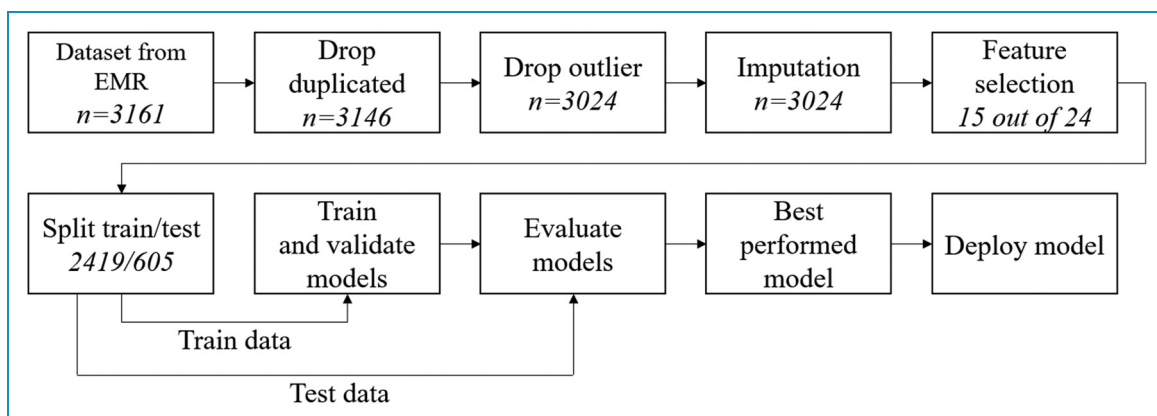 Dataset from
EMR
n=3161
Drop
duplicated
n=3146
Drop outlier
n=3024
Imputation
n=3024
Feature
selection
15 out of 24
Split train/test
2419/605
Train
and validate
models
Evaluate
models
Best
performed
model
Deploy model
Train data
Test data